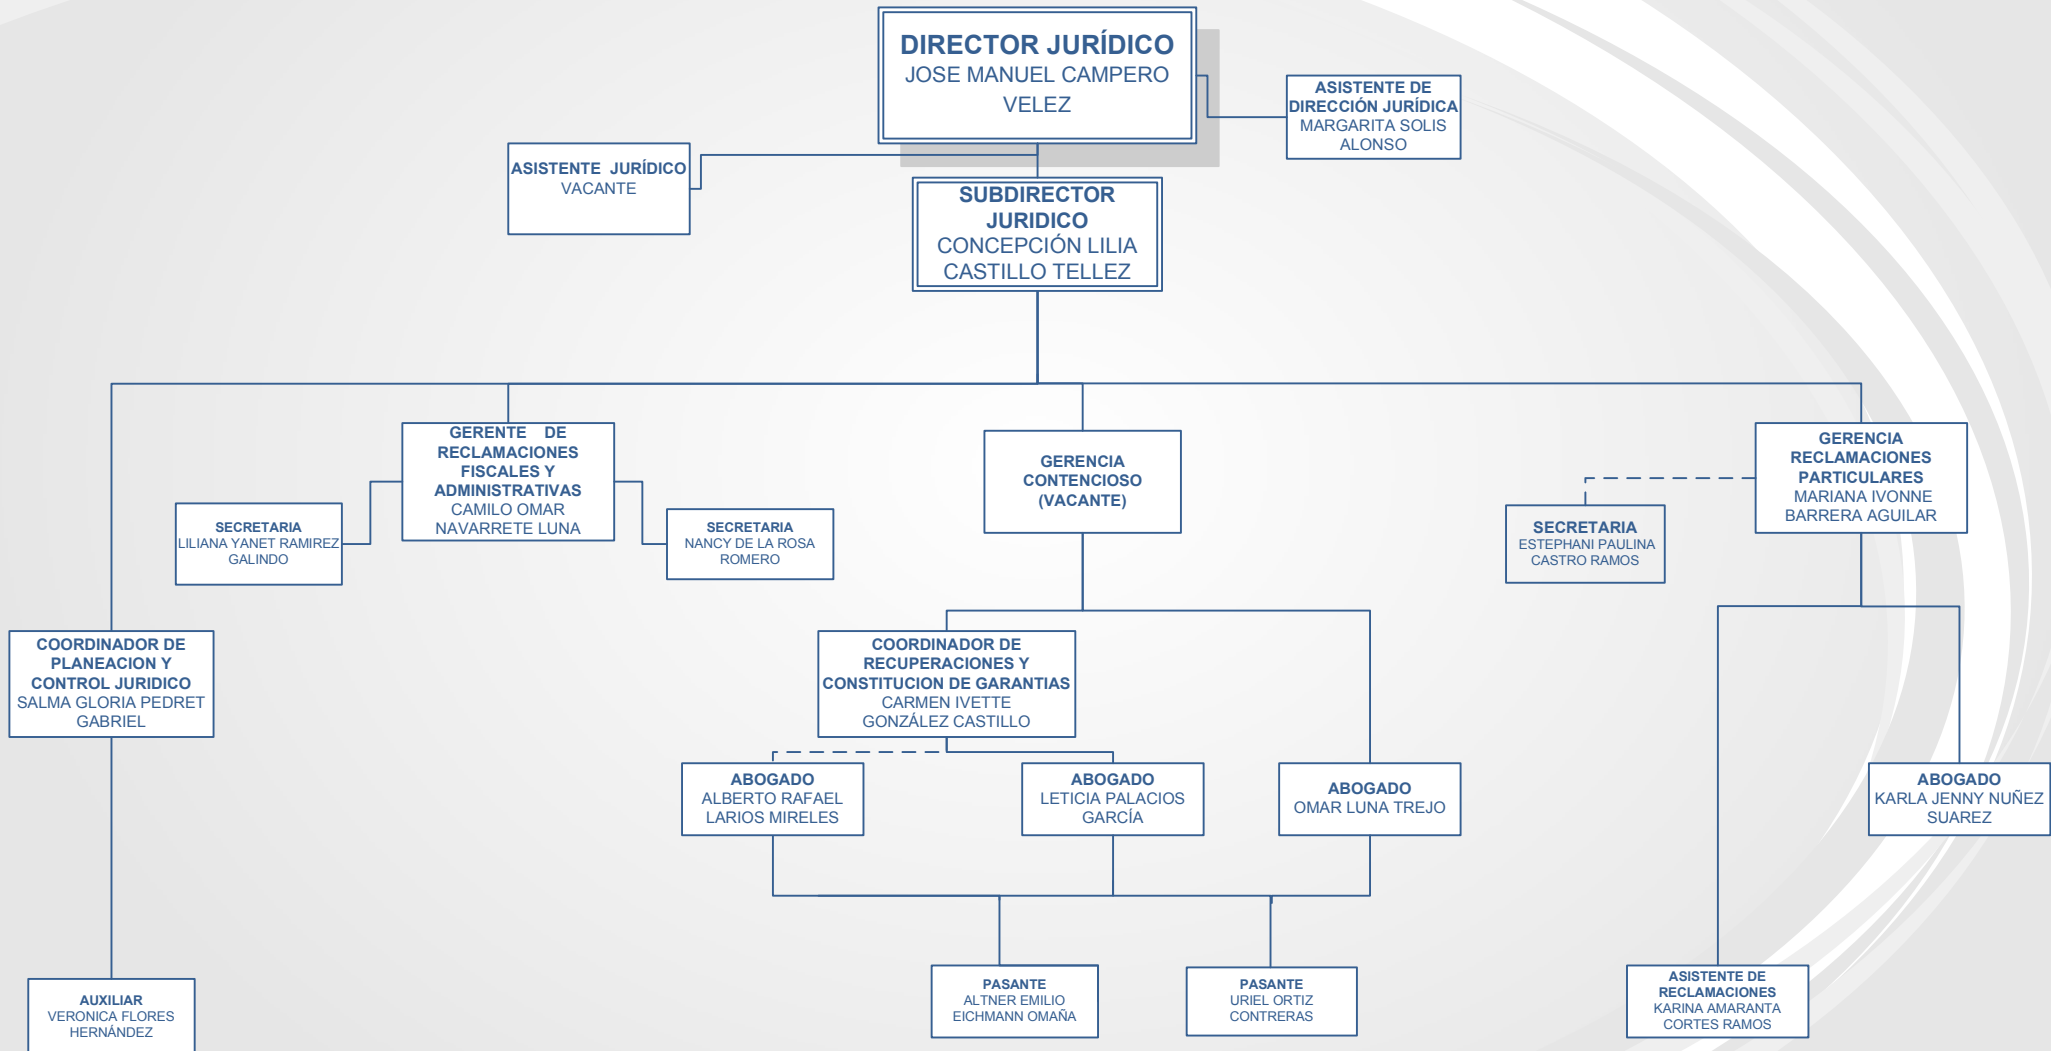 DIRECTOR JURÍDICO
JOSE MANUEL CAMPERO
VELEZ
ASISTENTE DE
DIRECCIÓN JURÍDICA
MARGARITA SOLIS
ALONSO
ASISTENTE JURÍDICO
VACANTE
SUBDIRECTOR
JURIDICO
CONCEPCIÓN LILIA
CASTILLO TELLEZ
GERENTE DE
RECLAMACIONES
FISCALES Y
ADMINISTRATIVAS
CAMILO OMAR
NAVARRETE LUNA
GERENCIA
CONTENCIOSO
(VACANTE)
GERENCIA
RECLAMACIONES
PARTICULARES
MARIANA IVONNE
BARRERA AGUILAR
SECRETARIA
LILIANA YANET RAMIREZ
GALINDO
SECRETARIA
NANCY DE LA ROSA
ROMERO
SECRETARIA
ESTEPHANI PAULINA
CASTRO RAMOS
COORDINADOR DE
PLANEACION Y
CONTROL JURIDICO
SALMA GLORIA PEDRET
GABRIEL
COORDINADOR DE
RECUPERACIONES Y
CONSTITUCION DE GARANTIAS
CARMEN IVETTE
GONZÁLEZ CASTILLO
ABOGADO
ALBERTO RAFAEL
LARIOS MIRELES
ABOGADO
LETICIA PALACIOS
GARCÍA
ABOGADO
OMAR LUNA TREJO
ABOGADO
KARLA JENNY NUÑEZ
SUAREZ
AUXILIAR
VERONICA FLORES
HERNÁNDEZ
PASANTE
ALTNER EMILIO
EICHMANN OMAÑA
PASANTE
URIEL ORTIZ
CONTRERAS
ASISTENTE DE
RECLAMACIONES
KARINA AMARANTA
CORTES RAMOS